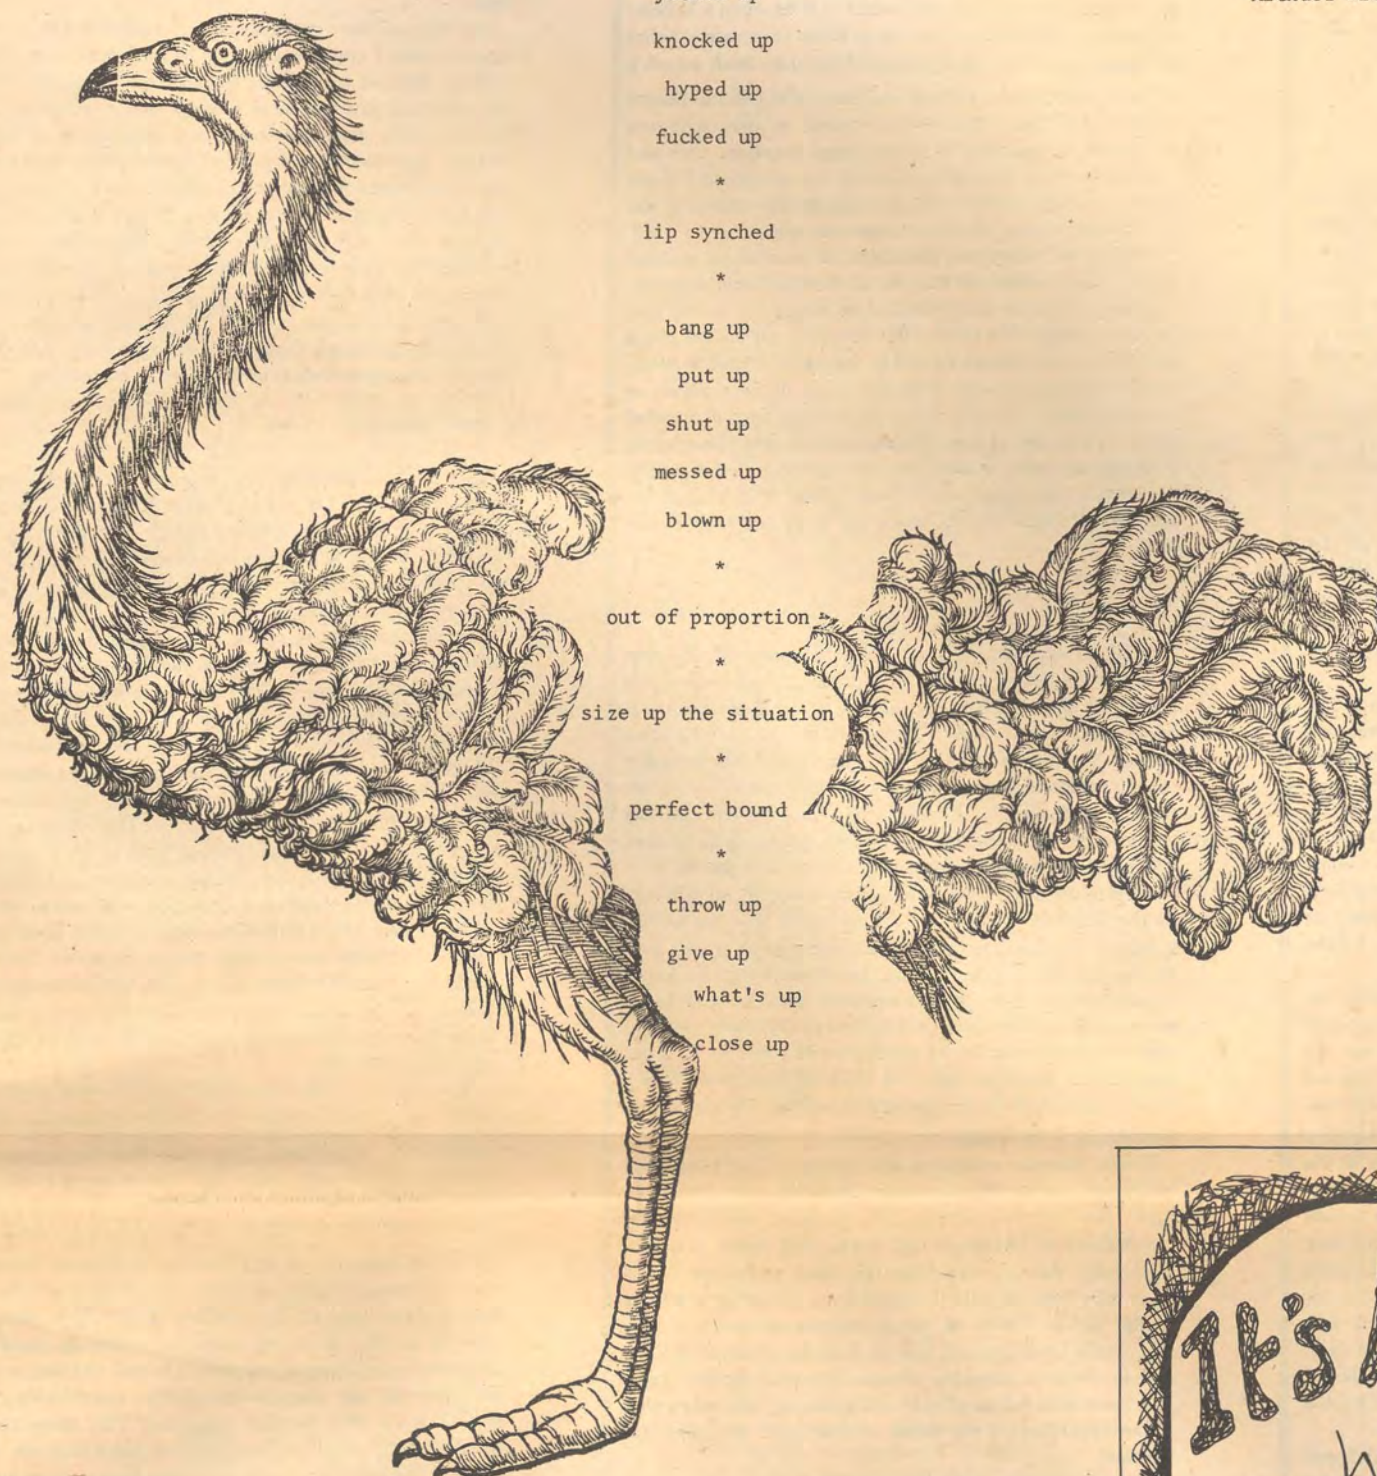 knocked up
hyped up
fucked up
*
lip synched
*
bang up
put up
shut up
messed up
blown up
*
out of proportion
*
size up the situation
*
perfect bound
*
throw up
give up
what's up
close up
It's